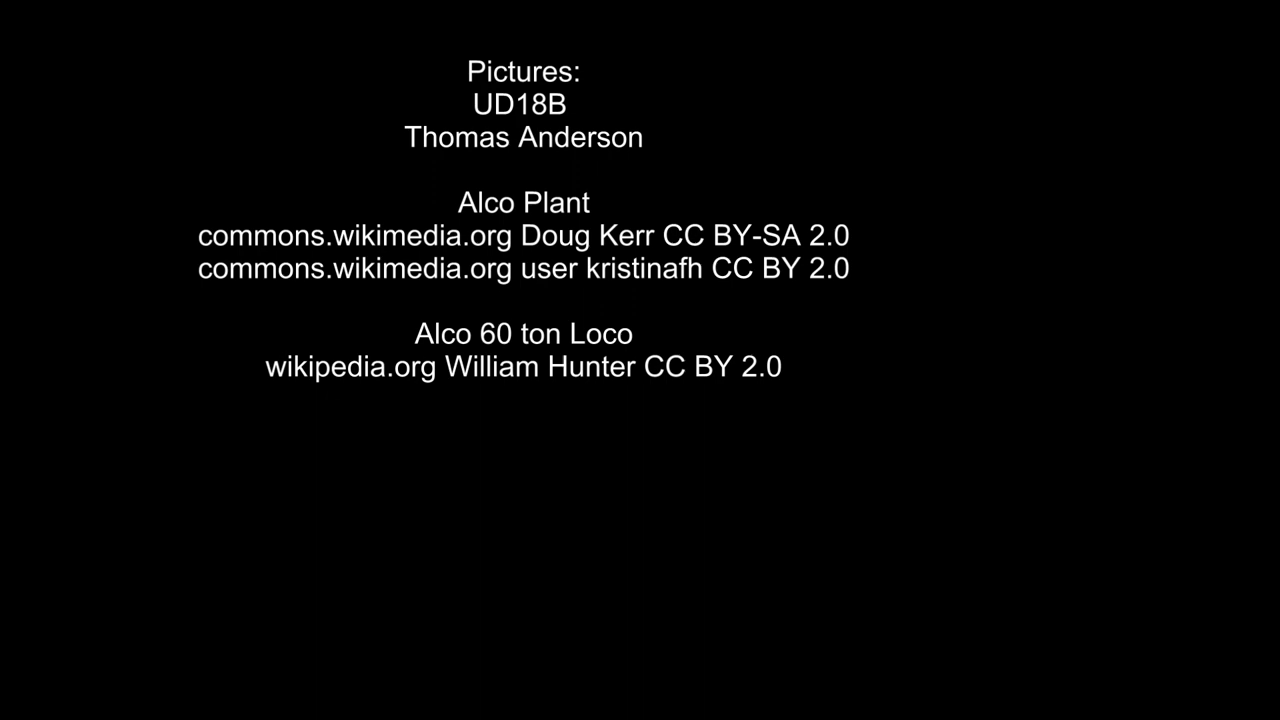 Pictures:
UD18B
Thomas Anderson
Alco Plant
commons.wikimedia.org Doug Kerr CC BY-SA 2.0
commons.wikimedia.org user kristinafh CC BY 2.0
Alco 60 ton Loco
wikipedia.org William Hunter CC BY 2.0